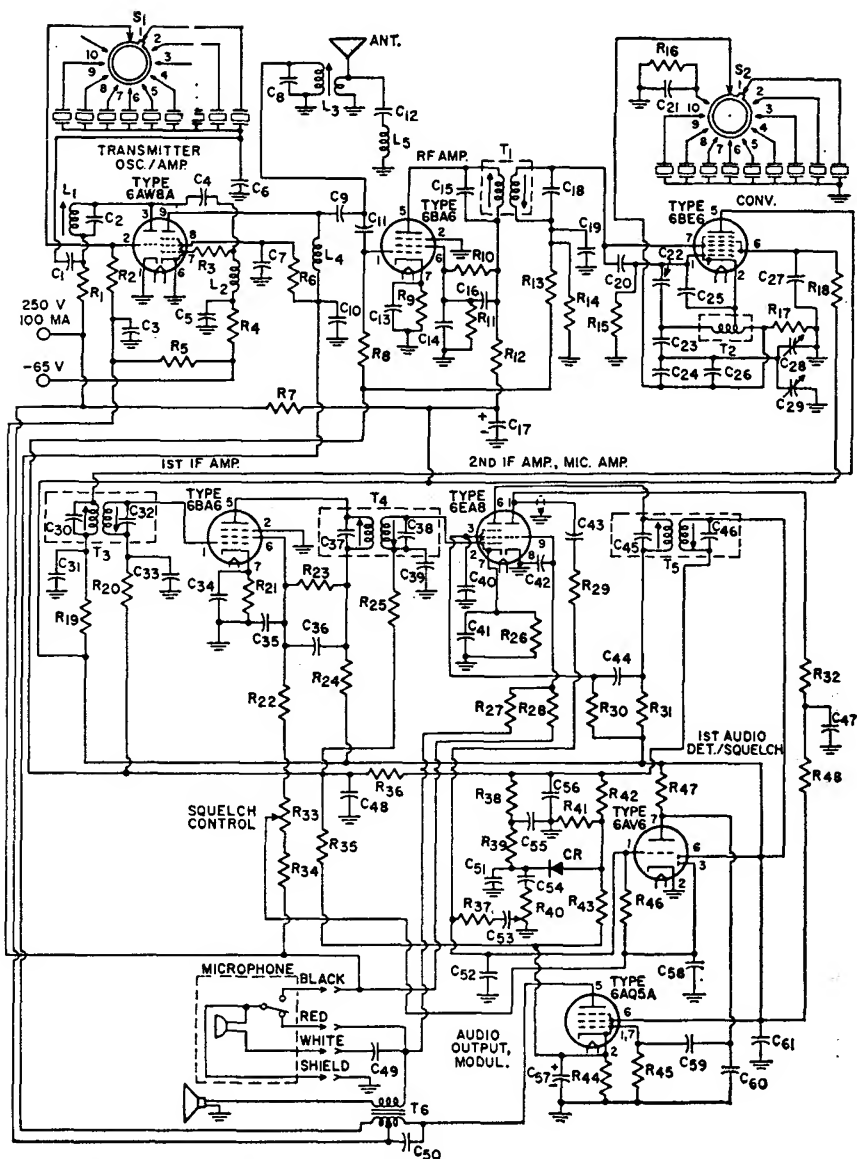 S1
1
2
3
4
5
6
7
8
9
10
ANT.
C8
L3
C12
L5
R16
C21
S2
1
2
3
4
5
6
7
8
9
10
TRANSMITTER
OSC./AMP.
TYPE
6AW8A
C4
C6
L1
C2
3
9
2
8
7
6
C1
R1
R2
R3
L2
C7
R6
L4
C9
C11
C10
C5
R4
C3
R5
250 V
100 MA
-65 V
R7
RF AMP.
TYPE
6BA6
T1
C15
C18
C19
5
2
6
1
7
R10
R9
C16
R11
C13
C14
R8
R12
R13
R14
+
-
C17
CONV.
TYPE
6BE6
5
7
6
1
2
C20
C22
C25
R15
C23
T2
C24
C26
R17
C27
R18
C28
C29
1ST IF AMP.
TYPE
6BA6
5
2
6
1
7
C30
C32
T3
C31
R20
C33
R19
C34
R21
C35
R23
C36
R22
R24
T4
C37
C38
C39
R25
2ND IF AMP., MIC. AMP.
TYPE
6EA8
6
1
3
2
7
9
8
C40
C42
C41
R26
C43
R29
C44
R27
R28
R30
R31
C45
C46
T5
R32
C47
R48
SQUELCH
CONTROL
R33
R34
R35
C48
R36
R38
C56
R42
R41
C55
R39
C51
C54
CR
R40
R37
C53
R43
1ST AUDIO
DET./SQUELCH
R47
TYPE
6AV6
7
1
6
3
2
R46
C58
C52
MICROPHONE
BLACK
RED
WHITE
SHIELD
C49
T6
C50
AUDIO
OUTPUT,
MODUL.
TYPE
6AQ5A
5
6
1,7
2
C57
+
-
R44
R45
C59
C60
C61